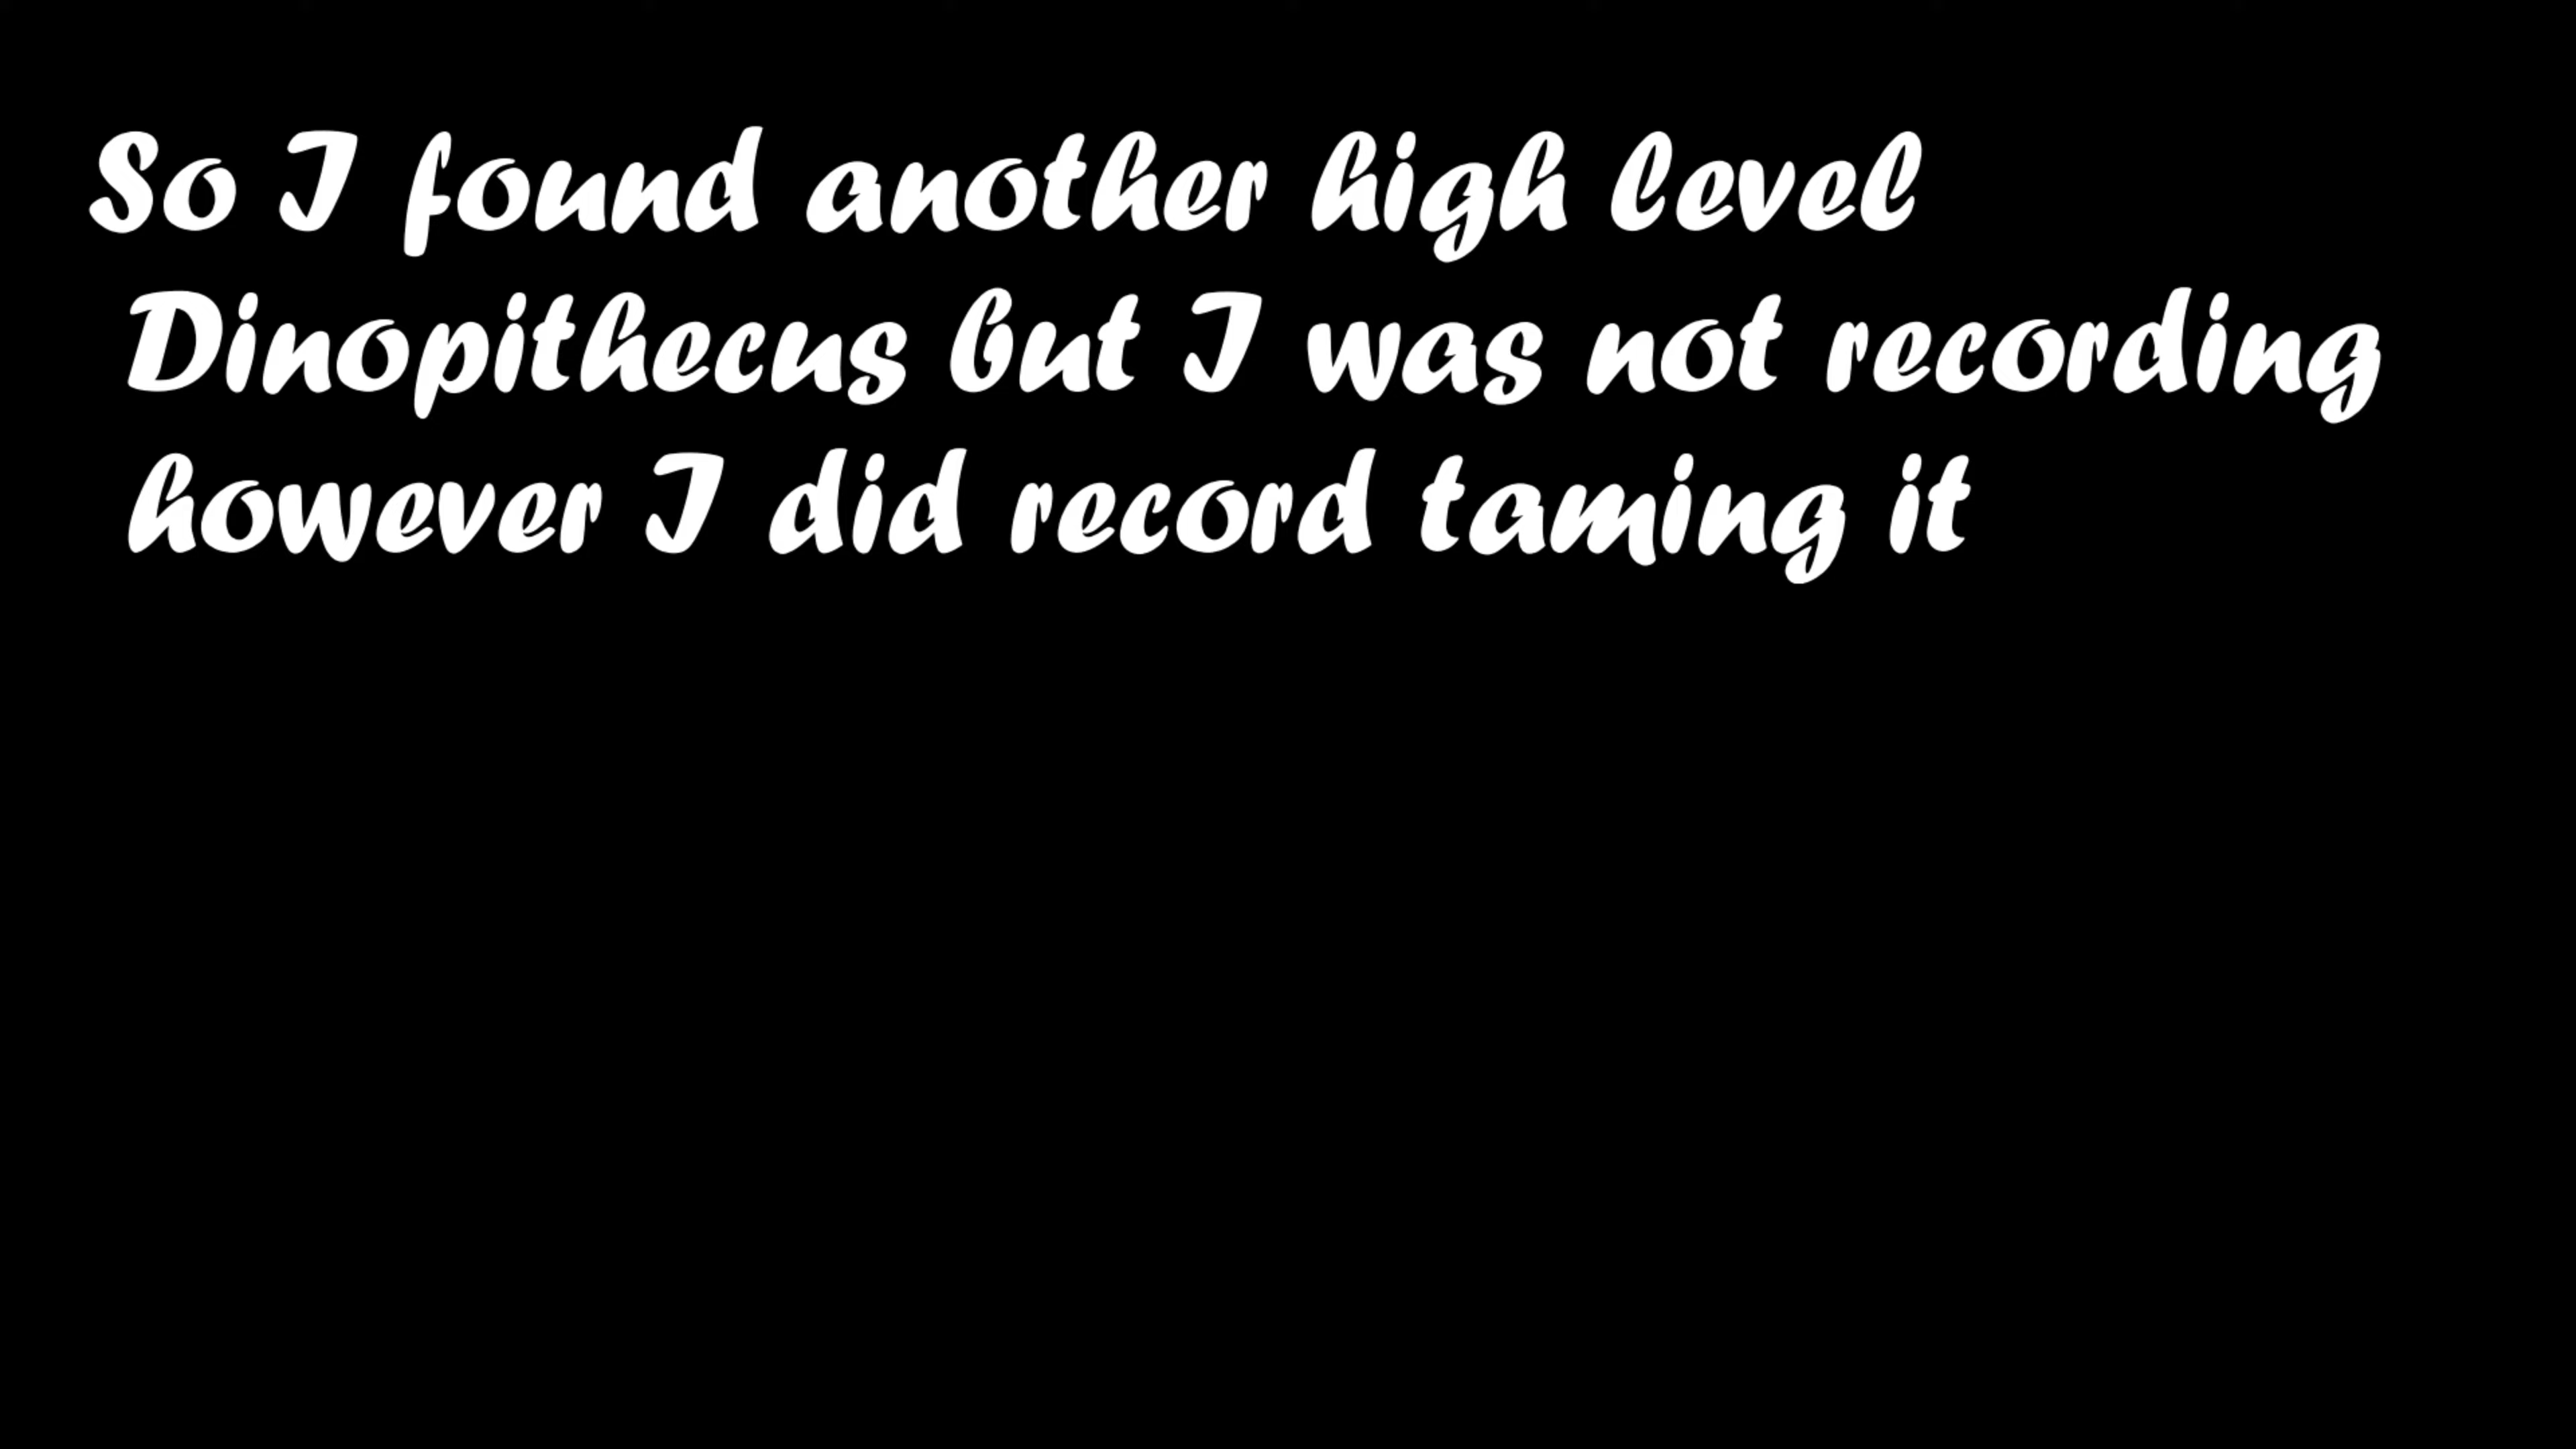 So I found another high level
Dinopithecus but I was not recording
however I did record taming it